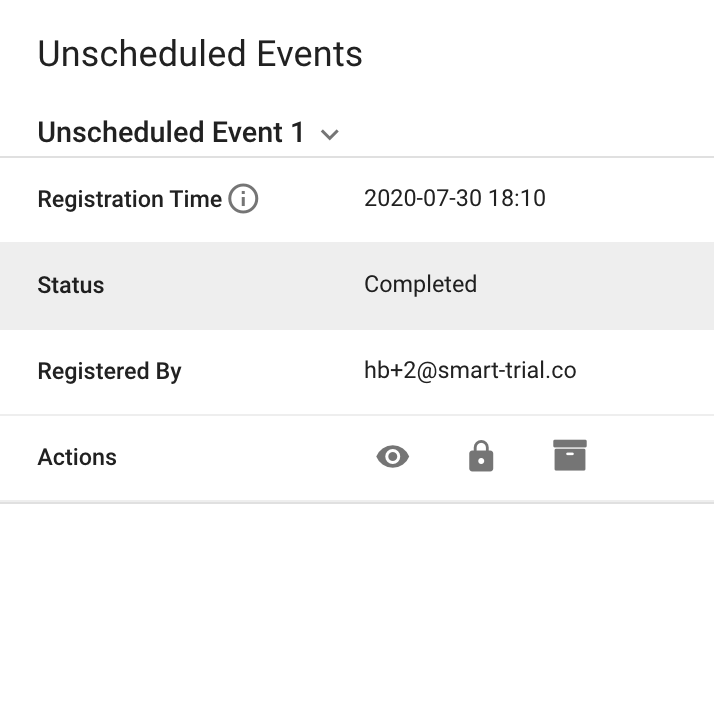 Unscheduled Events
Unscheduled Event 1
Registration Time 2020-07-30 18:10
Status Completed
Registered By hb+2@smart-trial.co
Actions